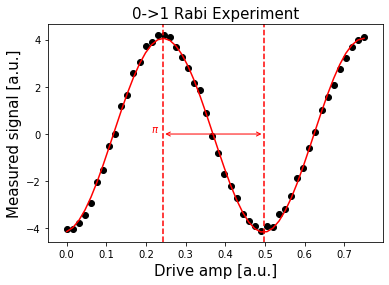 0->1 Rabi Experiment
Measured signal [a.u.]
4
2
0
−2
−4
π
0.0 0.1 0.2 0.3 0.4 0.5 0.6 0.7
Drive amp [a.u.]